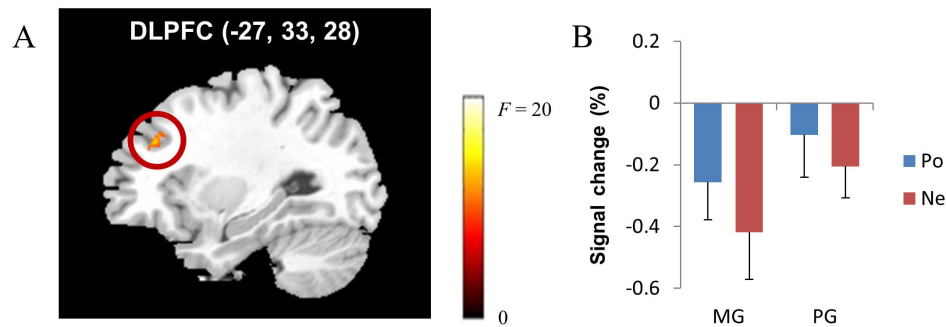 A
DLPFC (-27, 33, 28)
F = 20
0
B
Signal change (%)
0.2
0
-0.2
-0.4
-0.6
MG PG
Po
Ne